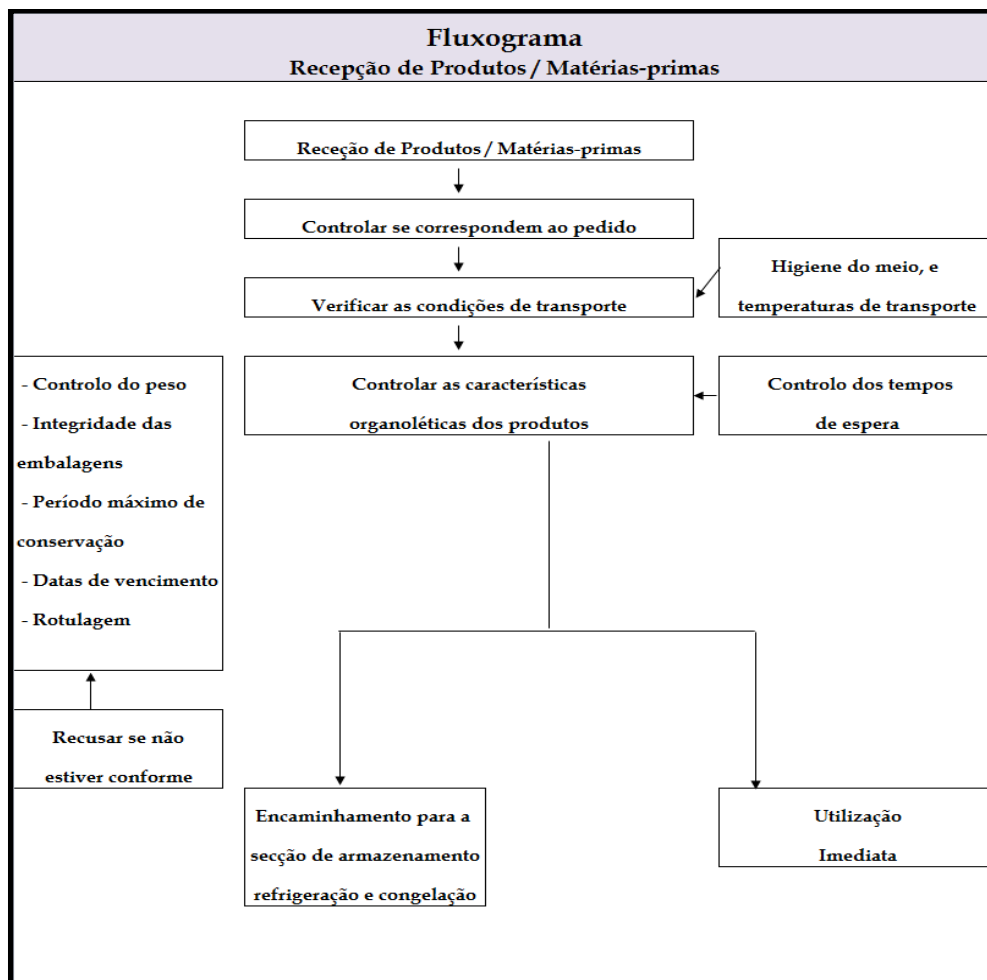 Fluxograma
Recepção de Produtos / Matérias-primas
Receção de Produtos / Matérias-primas
Controlar se correspondem ao pedido
Verificar as condições de transporte
Higiene do meio, e
temperaturas de transporte
Controlar as característícas
organoléticas dos produtos
Controlo dos tempos
de espera
- Controlo do peso
- Integridade das
embalagens
- Período máximo de
conservação
- Datas de vencimento
- Rotulagem
Recusar se não
estiver conforme
Encaminhamento para a
secção de armazenamento
refrigeração e congelação
Utilização
Imediata